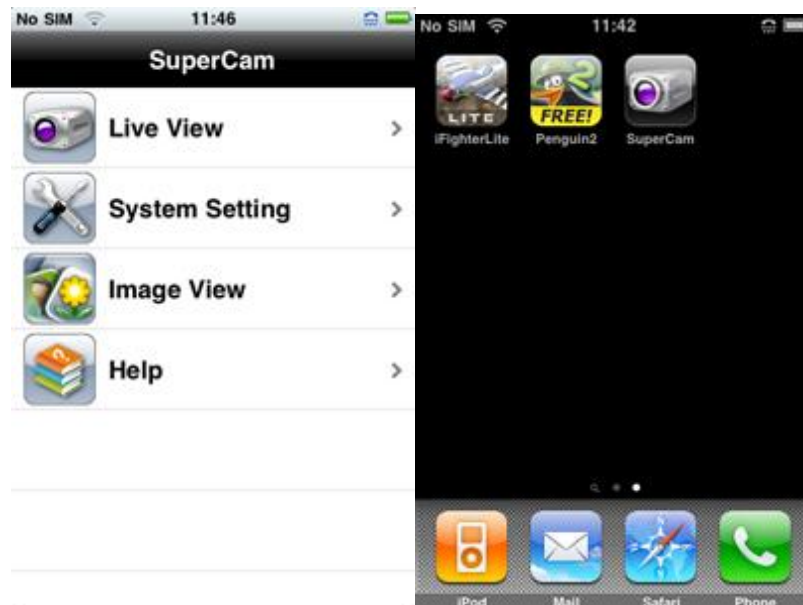 No SIM 11:46
SuperCam
Live View
System Setting
Image View
Help
No SIM 11:42
LITE
2
FREE!
iFighterLite Penguin2 SuperCam
iPod Mail Safari Phone